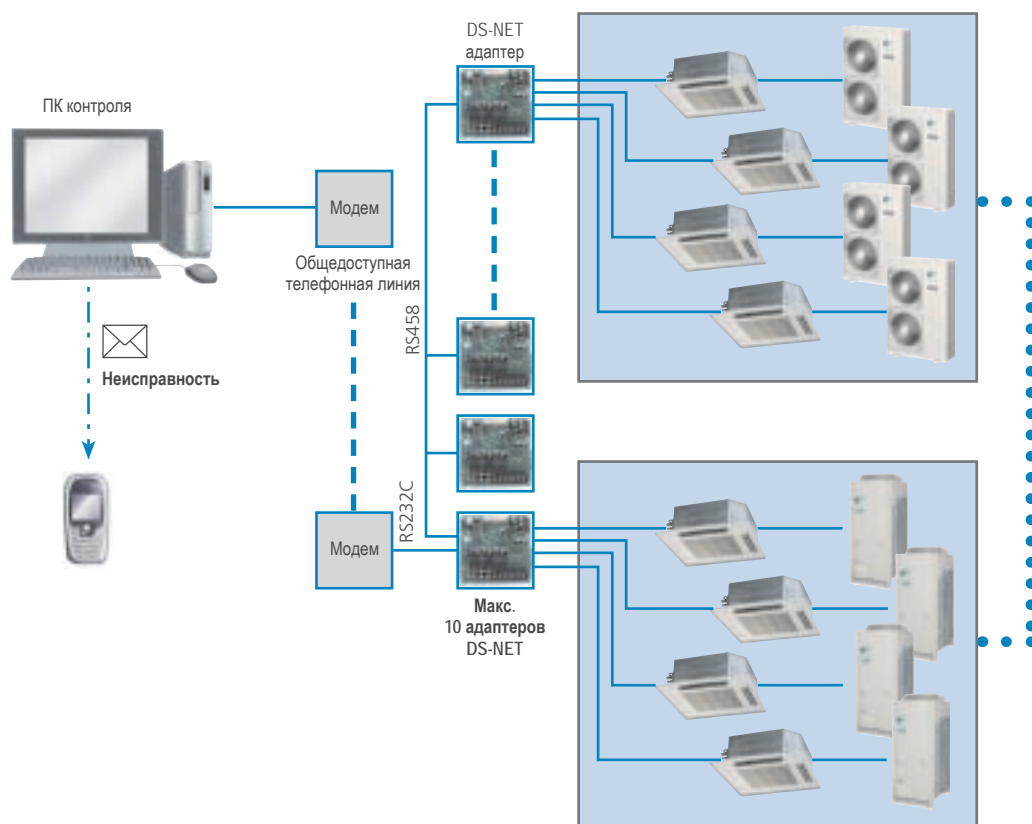 DS-NET
адаптер
ПК контроля
Модем
Общедоступная
телефонная линия
RS458
Неисправность
RS232C
Модем
Макс.
10 адаптеров
DS-NET